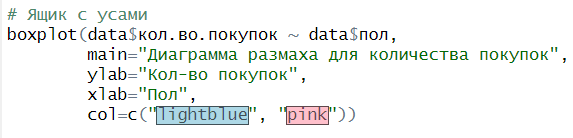 # Ящик с усами
boxplot(data$кол.во.покупок ~ data$пол,
main="Диаграмма размаха для количества покупок",
ylab="Кол-во покупок",
xlab="Пол",
col=c("lightblue", "pink"))